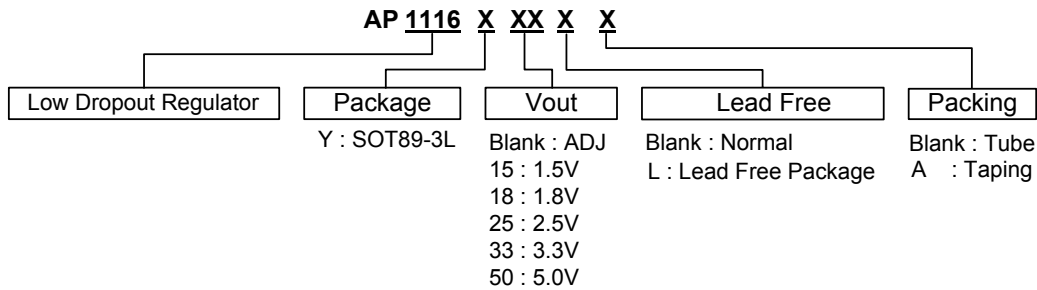 AP 1116 X XX X X
Low Dropout Regulator Package Vout Lead Free Packing
Y : SOT89-3L
Blank : ADJ
15 : 1.5V
18 : 1.8V
25 : 2.5V
33 : 3.3V
50 : 5.0V
Blank : Normal
L : Lead Free Package
Blank : Tube
A : Taping